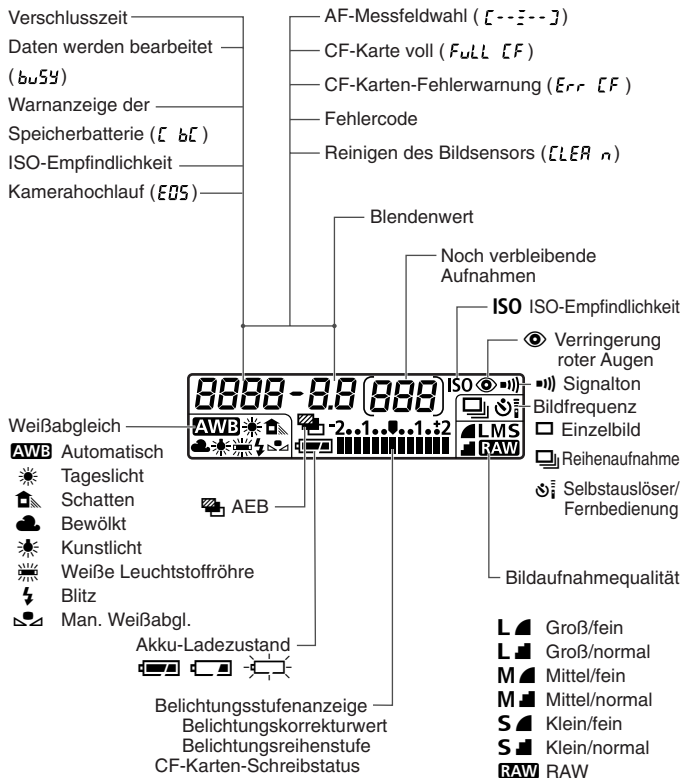 Verschlusszeit
Daten werden bearbeitet
(buSY)
Warnanzeige der
Speicherbatterie ([ bC)
ISO-Empfindlichkeit
Kamerahochlauf (EOS)
AF-Messfeldwahl ([--:--])
CF-Karte voll (FuLL CF)
CF-Karten-Fehlerwarnung (Err CF)
Fehlercode
Reinigen des Bildsensors (CLEA n)
Blendenwert
Noch verbleibende
Aufnahmen
ISO ISO-Empfindlichkeit
Verringerung
roter Augen
Signalton
Bildfrequenz
Einzelbild
Reihenaufnahme
Selbstauslöser/
Fernbedienung
8888-8.8 [888] ISO
AWB -2..1..0..1.+2 LMS
RAW
Weißabgleich
AWB Automatisch
Tageslicht
Schatten
Bewölkt
Kunstlicht
Weiße Leuchtstoffröhre
Blitz
Man. Weißabgl.
AEB
Akku-Ladezustand
Belichtungsstufenanzeige
Belichtungskorrekturwert
Belichtungsreihenstufe
CF-Karten-Schreibstatus
Bildaufnahmequalität
L Groß/fein
L Groß/normal
M Mittel/fein
M Mittel/normal
S Klein/fein
S Klein/normal
RAW RAW